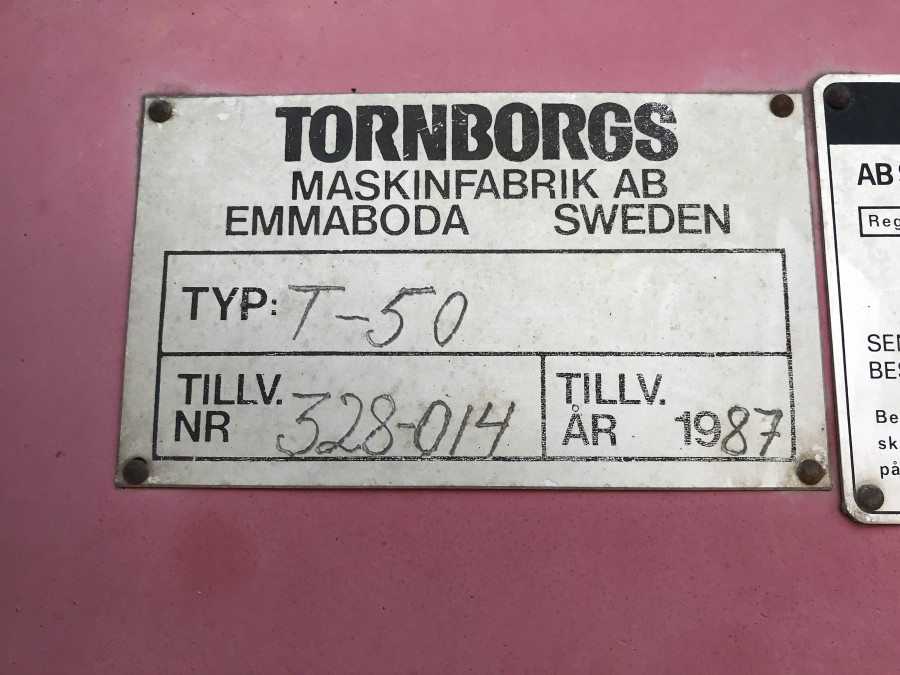 TORNBORGS
MASKINFABRIK AB
EMMABODA SWEDEN
TYP: T-50
TILLV. NR 328-014
TILLV. ÅR 1987
AB
Reg
SEN
BES
Be
sk
på